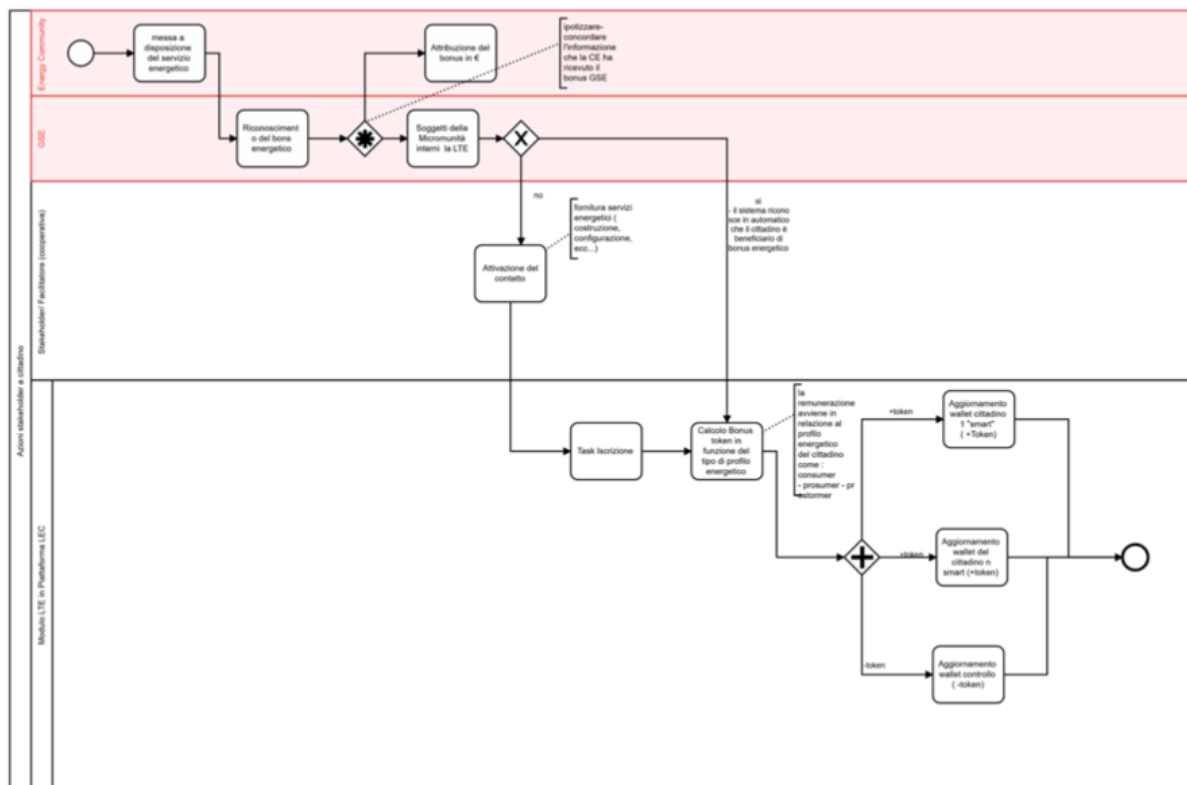 Azioni stakeholder a cittadino
Energy Community
messa a
disposizione
del servizio
energetico
Attribuzione del
bonus in €
ipotizzare-
concordare
l'informazione
che la CE ha
ricevuto il
bonus GSE
GSE
Riconosciment
o del bons
energetico
Soggetti della
Micromunità
interni la LTE
Stakeholder/ Facilitatore (cooperativa)
no
fornitura servizi
energetici (
costruzione,
configurazione,
ecc...)
Attivazione del
contatto
si
- il sistema ricono
sce in automatico
che il cittadino è
beneficiario di
bonus energetico
Modulo LTE in Piattaforma LEC
Task Iscrizione
Calcolo Bonus
token in
funzione del
tipo di profilo
energetico
la
remunerazione
avviene in
relazione al
profilo
energetico
del cittadino
come :
consumer
- prosumer - pr
ostormer
+token
Aggiornamento
wallet cittadino
1 "smart"
( +Token)
+token
Aggiornamento
wallet del
cittadino n
smart (+token)
-token
Aggiornamento
wallet controllo
( -token)